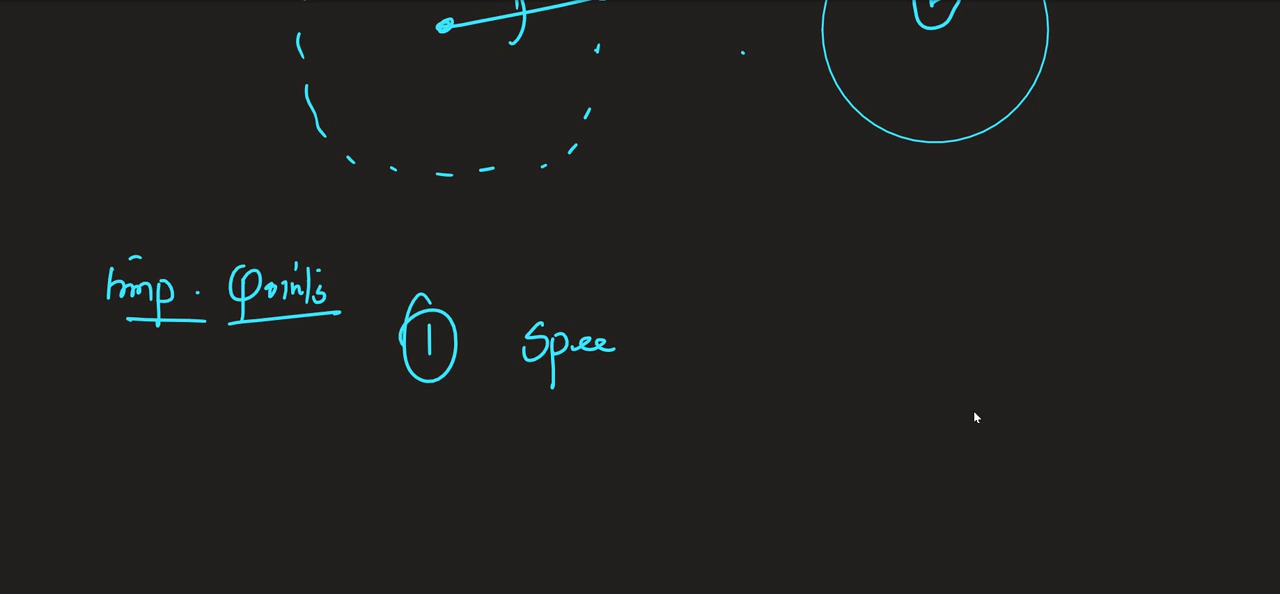 Imp. Points
① Spee